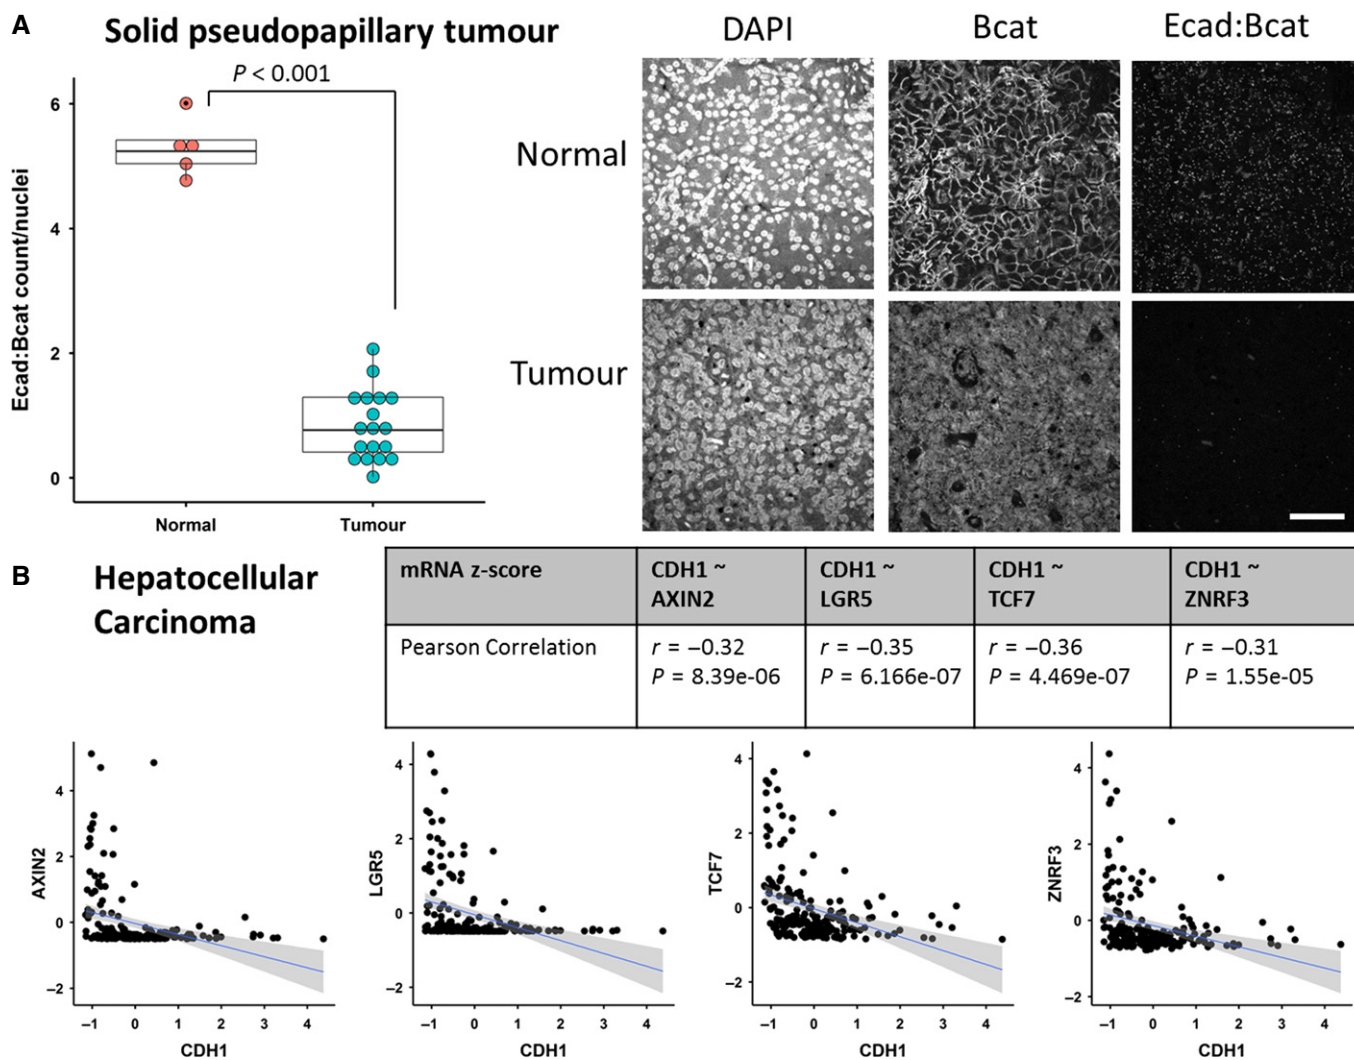 A
Solid pseudopapillary tumour
P < 0.001
Ecad:Bcat count/nuclei
6
4
2
0
Normal
Tumour
DAPI
Bcat
Ecad:Bcat
Normal
Tumour
B
Hepatocellular
Carcinoma
mRNA z-score
CDH1 ~
AXIN2
CDH1 ~
LGR5
CDH1 ~
TCF7
CDH1 ~
ZNRF3
Pearson Correlation
r = −0.32
P = 8.39e-06
r = −0.35
P = 6.166e-07
r = −0.36
P = 4.469e-07
r = −0.31
P = 1.55e-05
AXIN2
4
2
0
−2
−1 0 1 2 3 4
CDH1
LGR5
4
2
0
−2
−1 0 1 2 3 4
CDH1
TCF7
4
2
0
−2
−1 0 1 2 3 4
CDH1
ZNRF3
4
2
0
−2
−1 0 1 2 3 4
CDH1